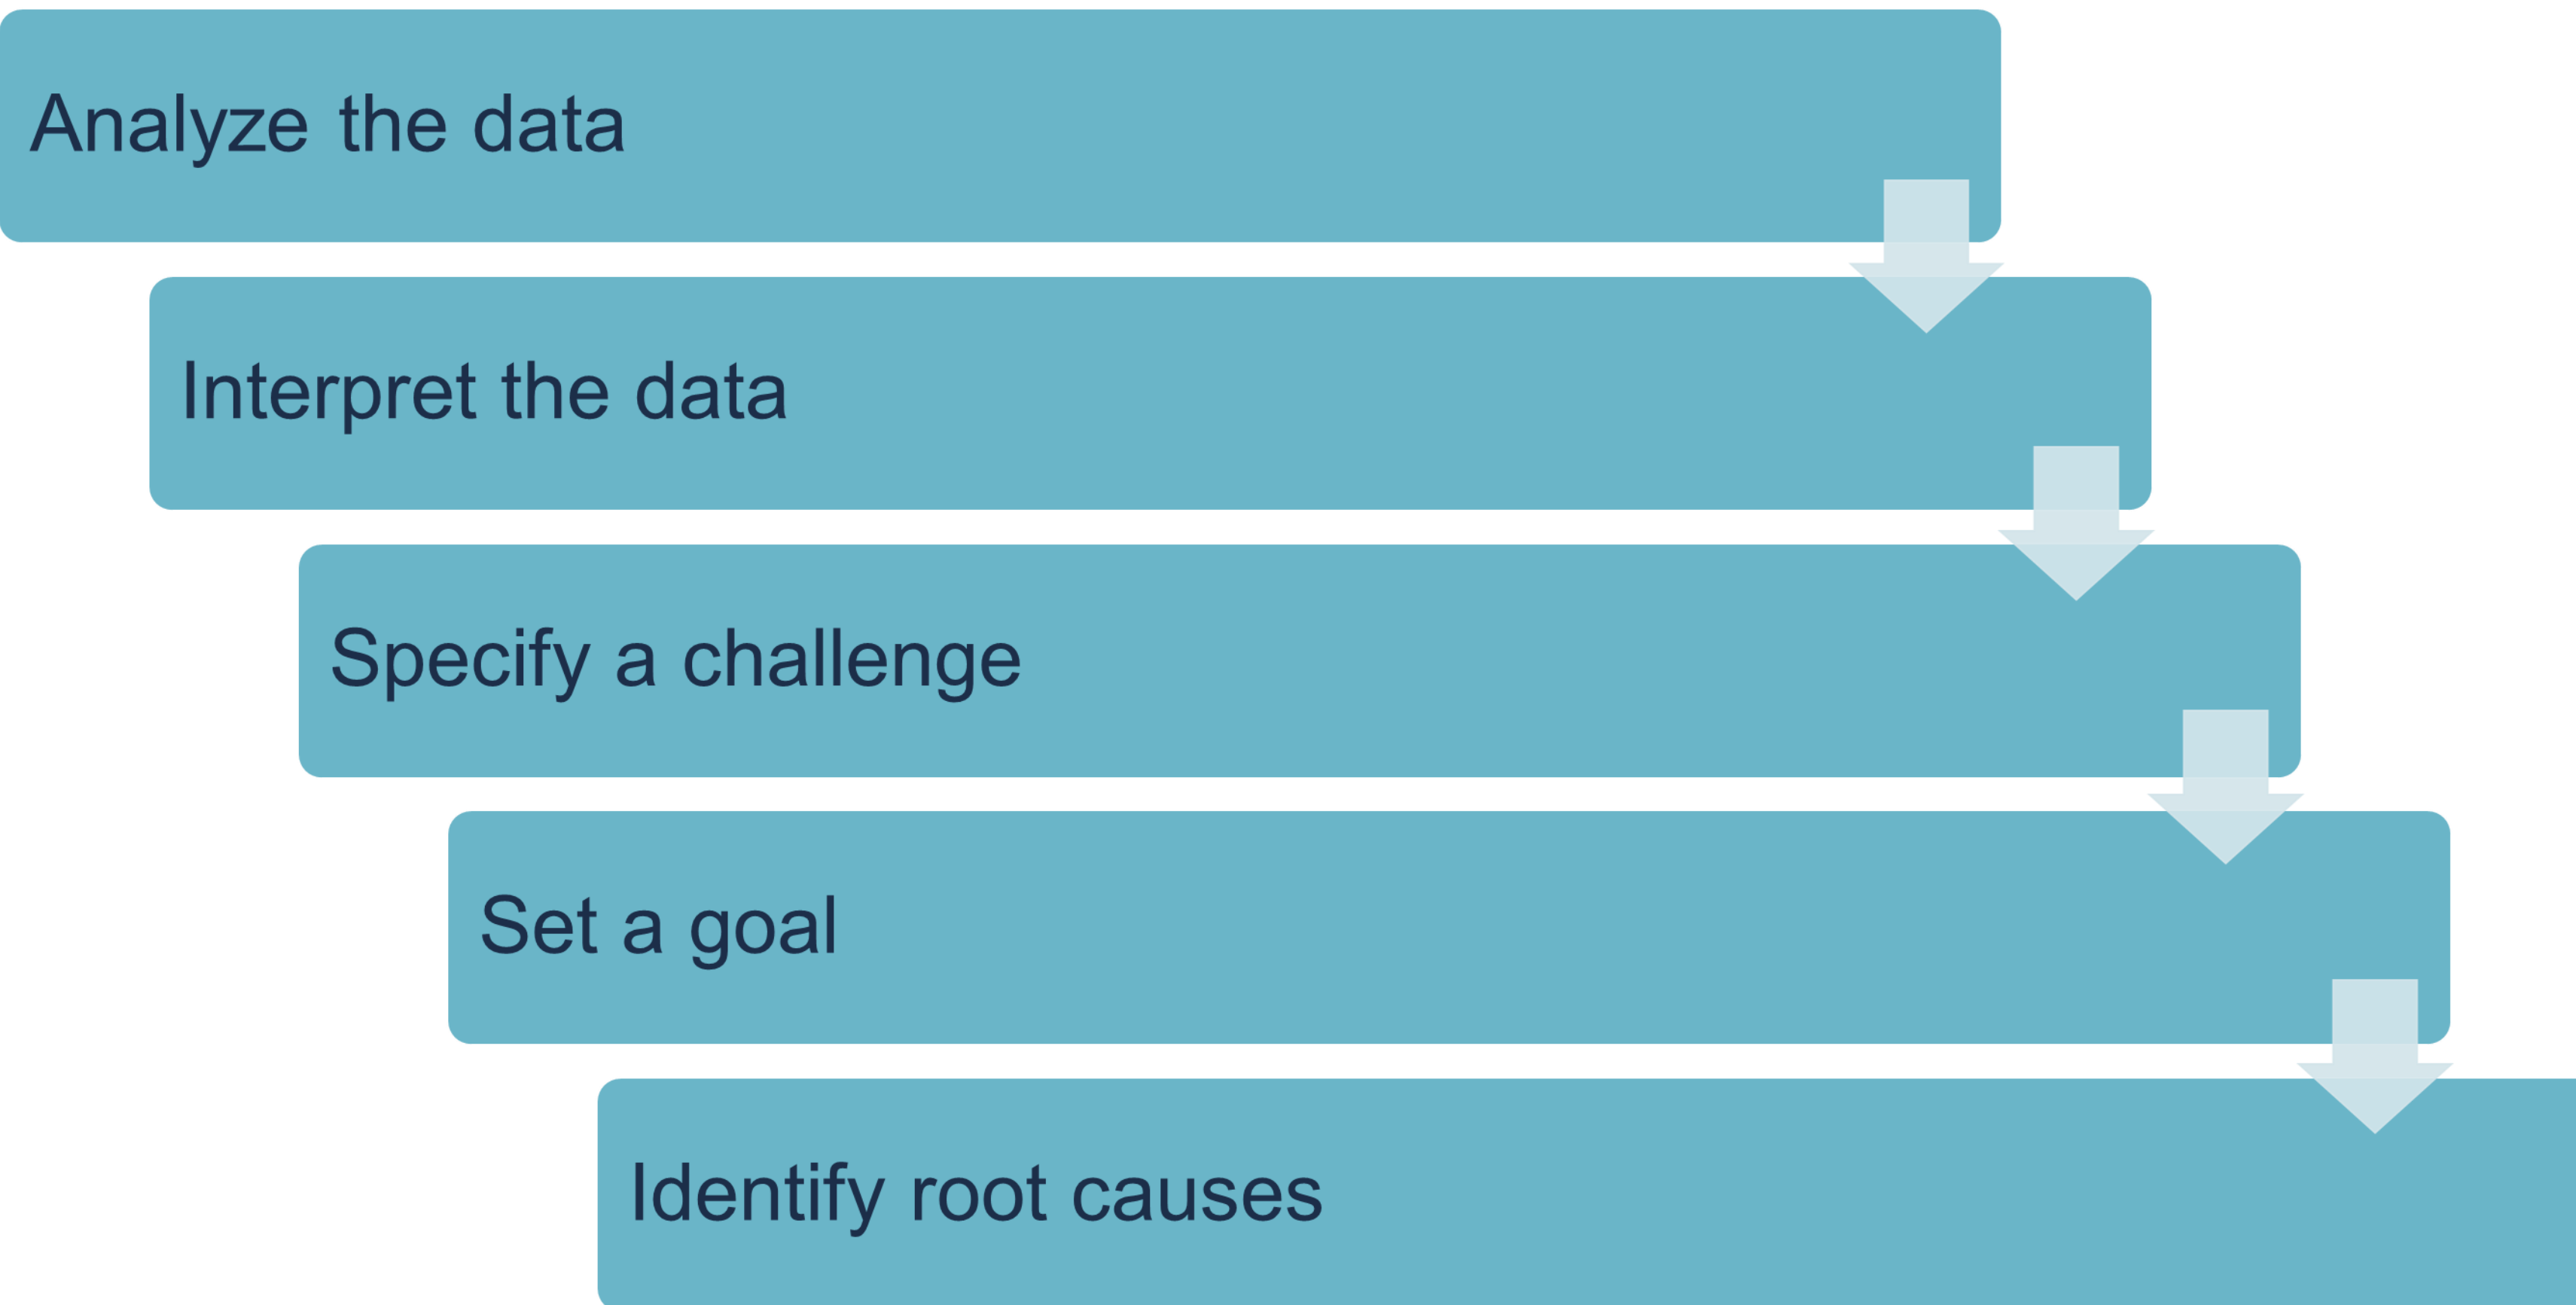 Analyze the data
Interpret the data
Specify a challenge
Set a goal
Identify root causes